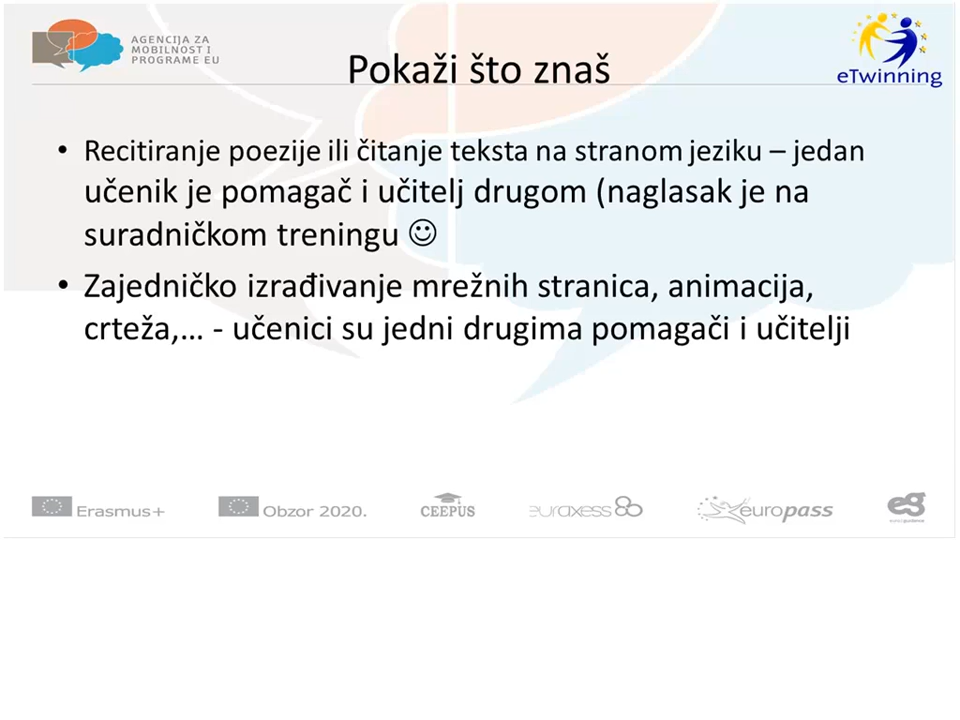 AGENCIJA ZA
MOBILNOST I
PROGRAME EU
eTwinning
Pokaži što znaš
• Recitiranje poezije ili čitanje teksta na stranom jeziku – jedan
učenik je pomagač i učitelj drugom (naglasak je na
suradničkom treningu ☺
• Zajedničko izrađivanje mrežnih stranica, animacija,
crteža,… - učenici su jedni drugima pomagači i učitelji
Erasmus+
Obzor 2020.
CEEPUS
euraxess
europass
eg